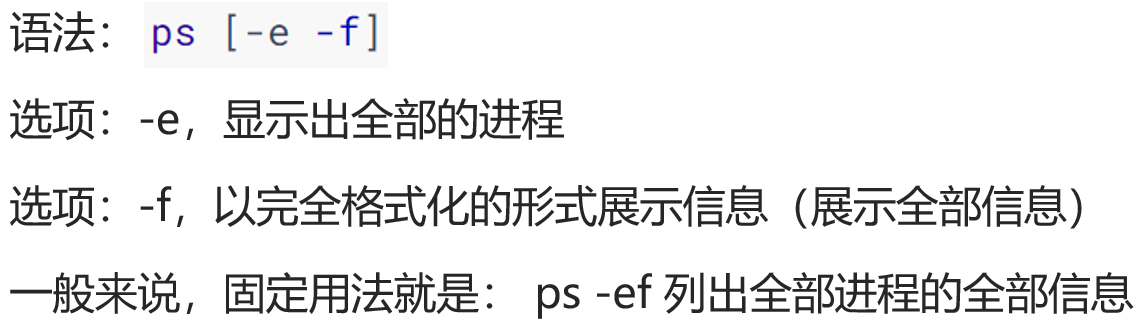 语法：ps [-e -f]
选项：-e，显示出全部的进程
选项：-f，以完全格式化的形式展示信息（展示全部信息）
一般来说，固定用法就是： ps -ef 列出全部进程的全部信息